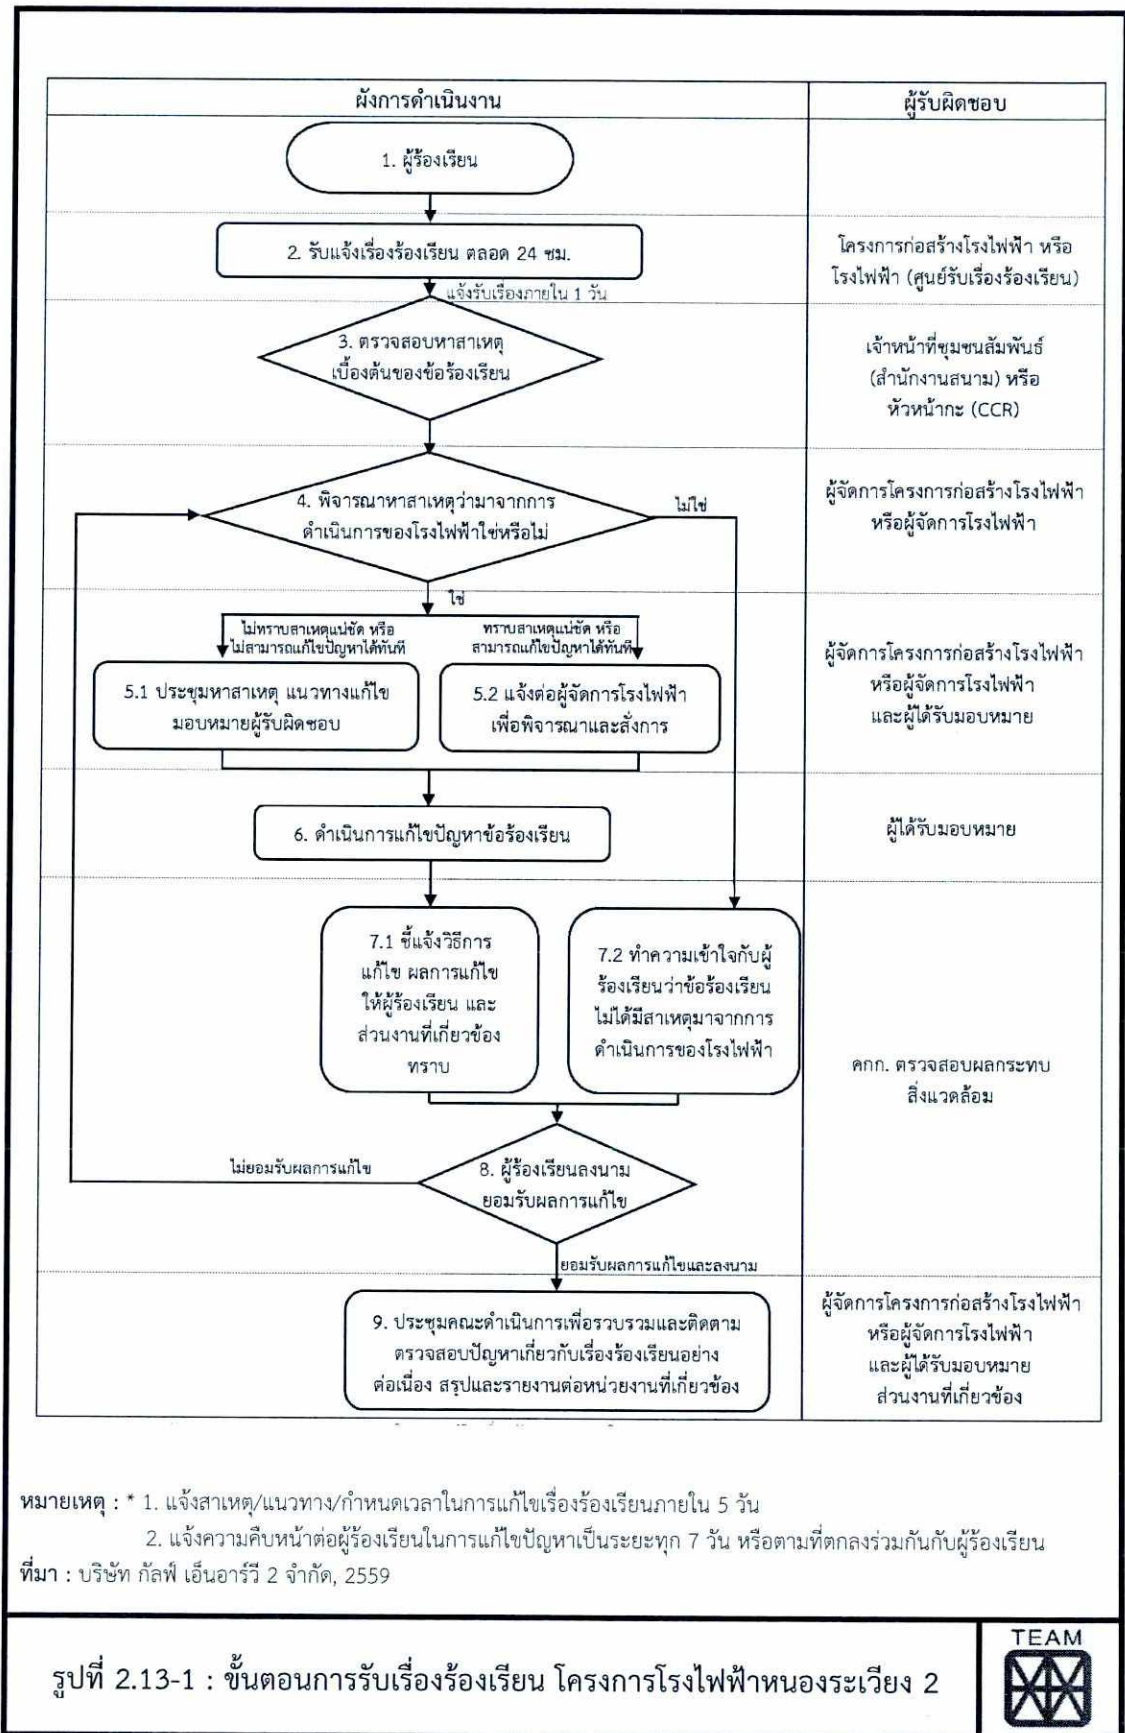 ผังการดำเนินงาน
ผู้รับผิดชอบ
1. ผู้ร้องเรียน
2. รับแจ้งเรื่องร้องเรียน ตลอด 24 ชม.
โครงการก่อสร้างโรงไฟฟ้า หรือ
โรงไฟฟ้า (ศูนย์รับเรื่องร้องเรียน)
แจ้งรับเรื่องภายใน 1 วัน
3. ตรวจสอบหาสาเหตุ
เบื้องต้นของข้อร้องเรียน
เจ้าหน้าที่ชุมชนสัมพันธ์
(สำนักงานสนาม) หรือ
หัวหน้ากะ (CCR)
4. พิจารณาหาสาเหตุว่ามาจากการ
ดำเนินการของโรงไฟฟ้าใช่หรือไม่
ไม่ใช่
ผู้จัดการโครงการก่อสร้างโรงไฟฟ้า
หรือผู้จัดการโรงไฟฟ้า
ใช่
ไม่ทราบสาเหตุแน่ชัด หรือ
ไม่สามารถแก้ไขปัญหาได้ทันที
ทราบสาเหตุแน่ชัด หรือ
สามารถแก้ไขปัญหาได้ทันที
5.1 ประชุมหาสาเหตุ แนวทางแก้ไข
มอบหมายผู้รับผิดชอบ
5.2 แจ้งต่อผู้จัดการโรงไฟฟ้า
เพื่อพิจารณาและสั่งการ
ผู้จัดการโครงการก่อสร้างโรงไฟฟ้า
หรือผู้จัดการโรงไฟฟ้า
และผู้ได้รับมอบหมาย
6. ดำเนินการแก้ไขปัญหาข้อร้องเรียน
ผู้ได้รับมอบหมาย
7.1 ชี้แจงวิธีการ
แก้ไข ผลการแก้ไข
ให้ผู้ร้องเรียน และ
ส่วนงานที่เกี่ยวข้อง
ทราบ
7.2 ทำความเข้าใจกับผู้
ร้องเรียนว่าข้อร้องเรียน
ไม่ได้มีสาเหตุมาจากการ
ดำเนินการของโรงไฟฟ้า
คกก. ตรวจสอบผลกระทบ
สิ่งแวดล้อม
ไม่ยอมรับผลการแก้ไข
8. ผู้ร้องเรียนลงนาม
ยอมรับผลการแก้ไข
ยอมรับผลการแก้ไขและลงนาม
9. ประชุมคณะดำเนินการเพื่อรวบรวมและติดตาม
ตรวจสอบปัญหาเกี่ยวกับเรื่องร้องเรียนอย่าง
ต่อเนื่อง สรุปและรายงานต่อหน่วยงานที่เกี่ยวข้อง
ผู้จัดการโครงการก่อสร้างโรงไฟฟ้า
หรือผู้จัดการโรงไฟฟ้า
และผู้ได้รับมอบหมาย
ส่วนงานที่เกี่ยวข้อง
หมายเหตุ : * 1. แจ้งสาเหตุ/แนวทาง/กำหนดเวลาในการแก้ไขเรื่องร้องเรียนภายใน 5 วัน
2. แจ้งความคืบหน้าต่อผู้ร้องเรียนในการแก้ไขปัญหาเป็นระยะทุก 7 วัน หรือตามที่ตกลงร่วมกันกับผู้ร้องเรียน
ที่มา : บริษัท กัลฟ์ เอ็นอาร์วี 2 จำกัด, 2559
รูปที่ 2.13-1 : ขั้นตอนการรับเรื่องร้องเรียน โครงการโรงไฟฟ้าหนองระเวียง 2
TEAM